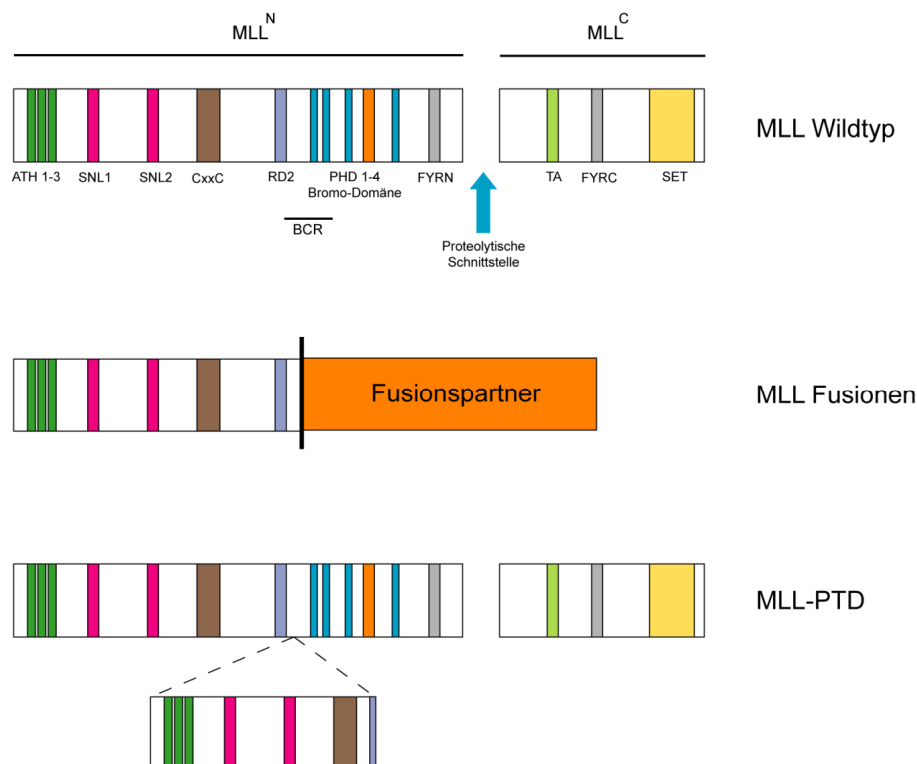 MLL^N
MLL^C
MLL Wildtyp
ATH 1-3 SNL1 SNL2 CxxC RD2 PHD 1-4 FYRN TA FYRC SET
Bromo-Domäne
BCR
Proteolytische
Schnittstelle
Fusionspartner
MLL Fusionen
MLL-PTD